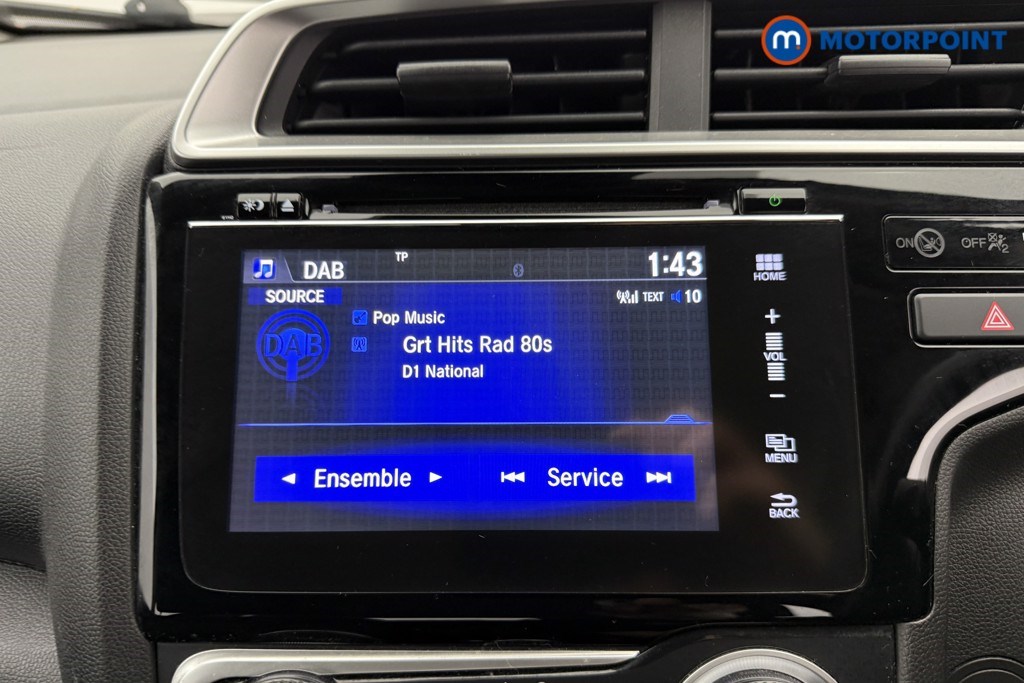 m MOTORPOINT
ON OFF 2
DAB TP 1:43
HOME
SOURCE TEXT 10
DAB
Pop Music
Grt Hits Rad 80s
D1 National
+
VOL
-
Ensemble Service
MENU
BACK